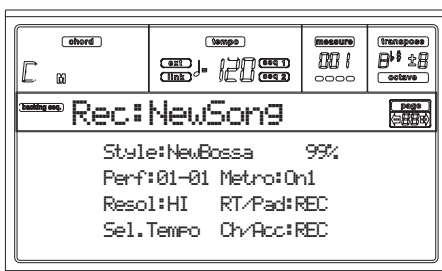 chord tempo measure transpose
C M ext link ♩= 120 seq 1 seq 2 001 B♭♯ ±8 octave
backing seq. Rec:NewSong page
Style:NewBossa 99%
Perf:01-01 Metro:On1
Resol:HI RT/Pad:REC
Sel.Tempo Ch/Acc:REC